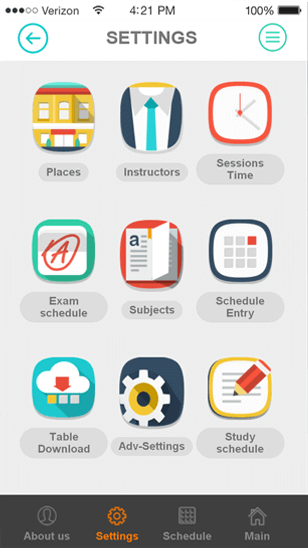 Verizon 4:21 PM 100%
SETTINGS
Places
Instructors
Sessions
Time
A
a
Exam
schedule
Subjects
Schedule
Entry
Table
Download
Adv-Settings
Study
schedule
About us
Settings
Schedule
Main